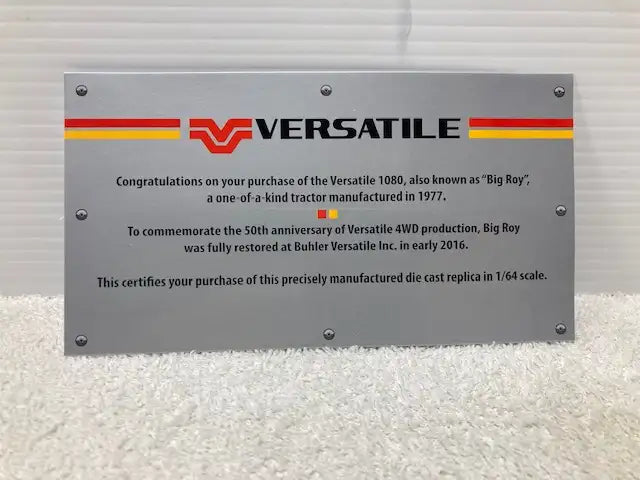 VERSATILE
Congratulations on your purchase of the Versatile 1080, also known as “Big Roy”,
a one-of-a-kind tractor manufactured in 1977.
To commemorate the 50th anniversary of Versatile 4WD production, Big Roy
was fully restored at Buhler Versatile Inc. in early 2016.
This certifies your purchase of this precisely manufactured die cast replica in 1/64 scale.